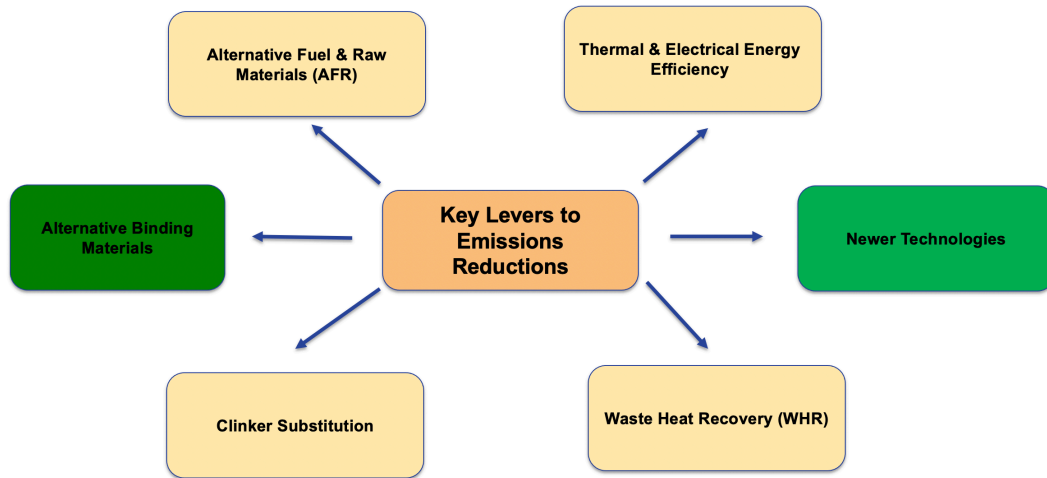 Alternative Fuel & Raw
Materials (AFR)
Thermal & Electrical Energy
Efficiency
Alternative Binding
Materials
Key Levers to
Emissions
Reductions
Newer Technologies
Clinker Substitution
Waste Heat Recovery (WHR)